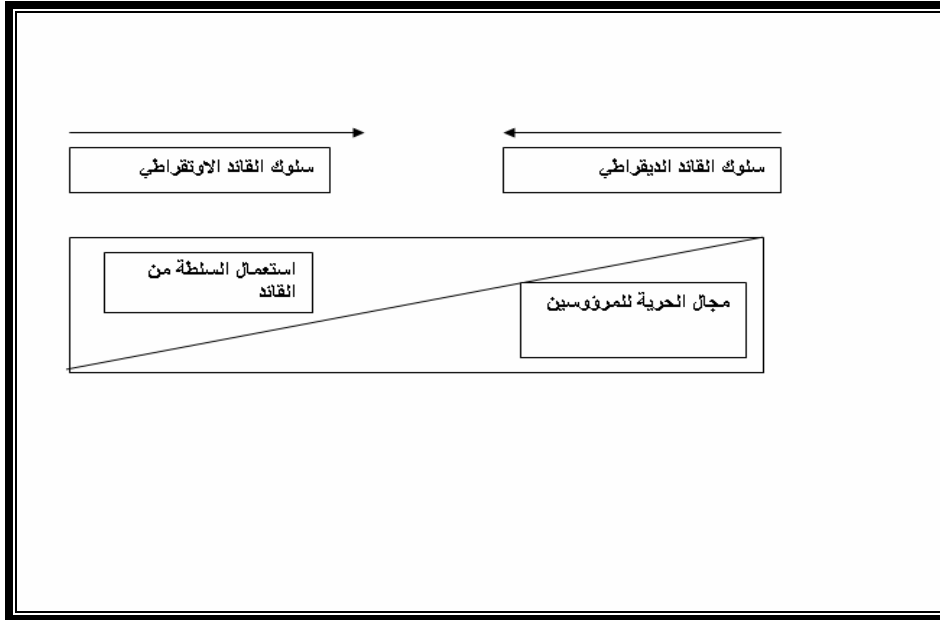 سلوك القائد الديقراطي
سلوك القائد الاوتقراطي
استعمال السلطة من
القائد
مجال الحرية للمرؤوسين